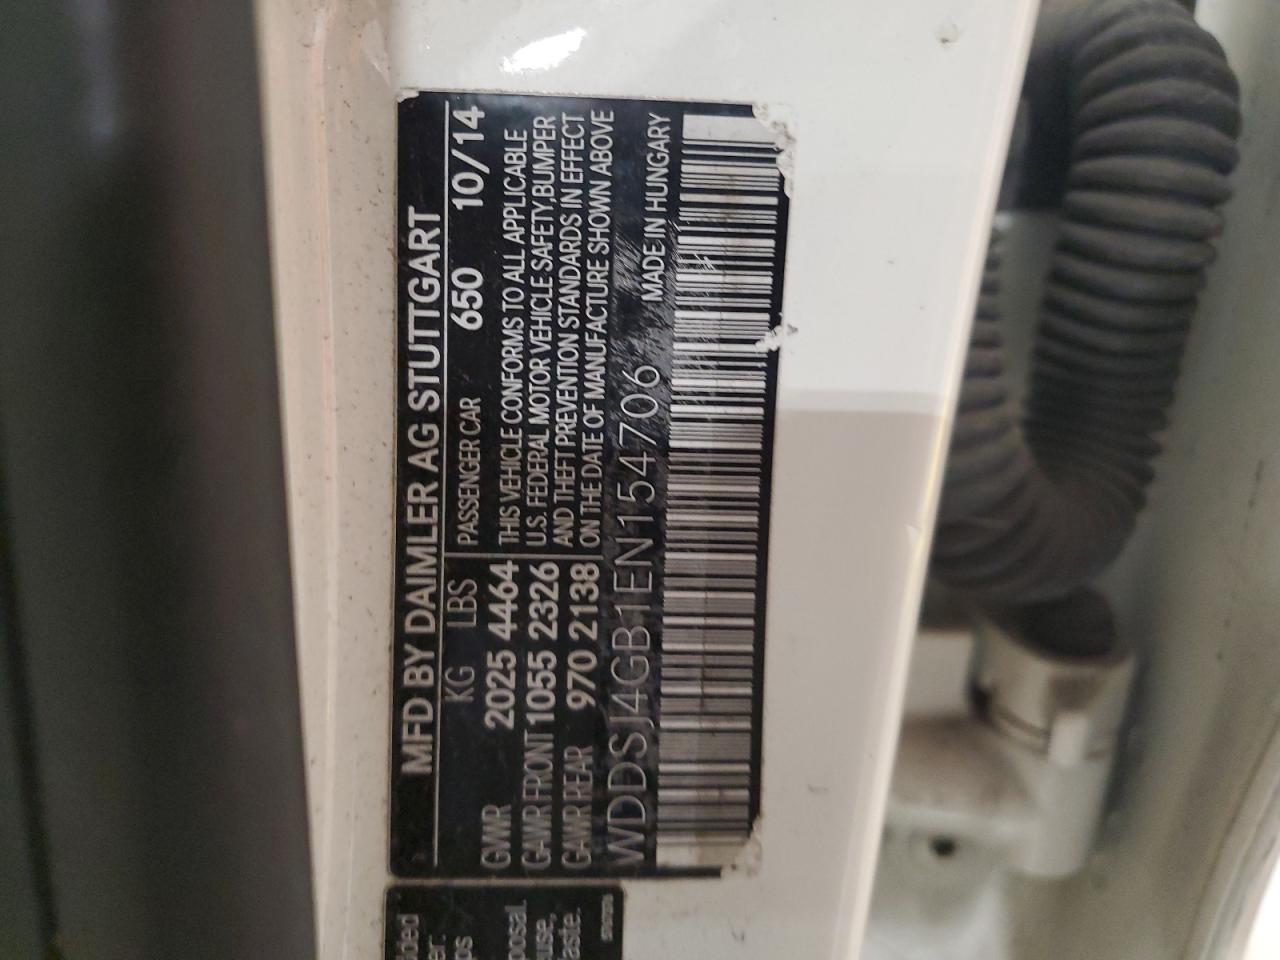 MFD BY DAIMLER AG STUTTGART
KG LBS PASSENGER CAR 650 10/14
GVWR 2025 4464
GAWR FRONT 1055 2326
GAWR REAR 970 2138
THIS VEHICLE CONFORMS TO ALL APPLICABLE
U.S. FEDERAL MOTOR VEHICLE SAFETY,BUMPER
AND THEFT PREVENTION STANDARDS IN EFFECT
ON THE DATE OF MANUFACTURE SHOWN ABOVE
WDDSJ4GB1EN154706 MADE IN HUNGARY